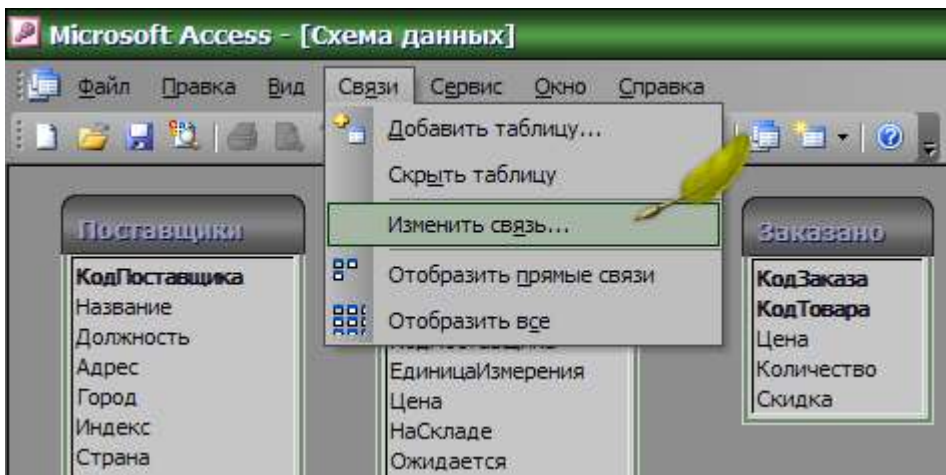 Microsoft Access - [Схема данных]
Файл Правка Вид Связи Сервис Окно Справка
Добавить таблицу...
Скрыть таблицу
Изменить связь...
Отобразить прямые связи
Отобразить все
Поставщики
КодПоставщика
Название
Должность
Адрес
Город
Индекс
Страна
ЕдиницаИзмерения
Цена
НаСкладе
Ожидается
Заказано
КодЗаказа
КодТовара
Цена
Количество
Скидка